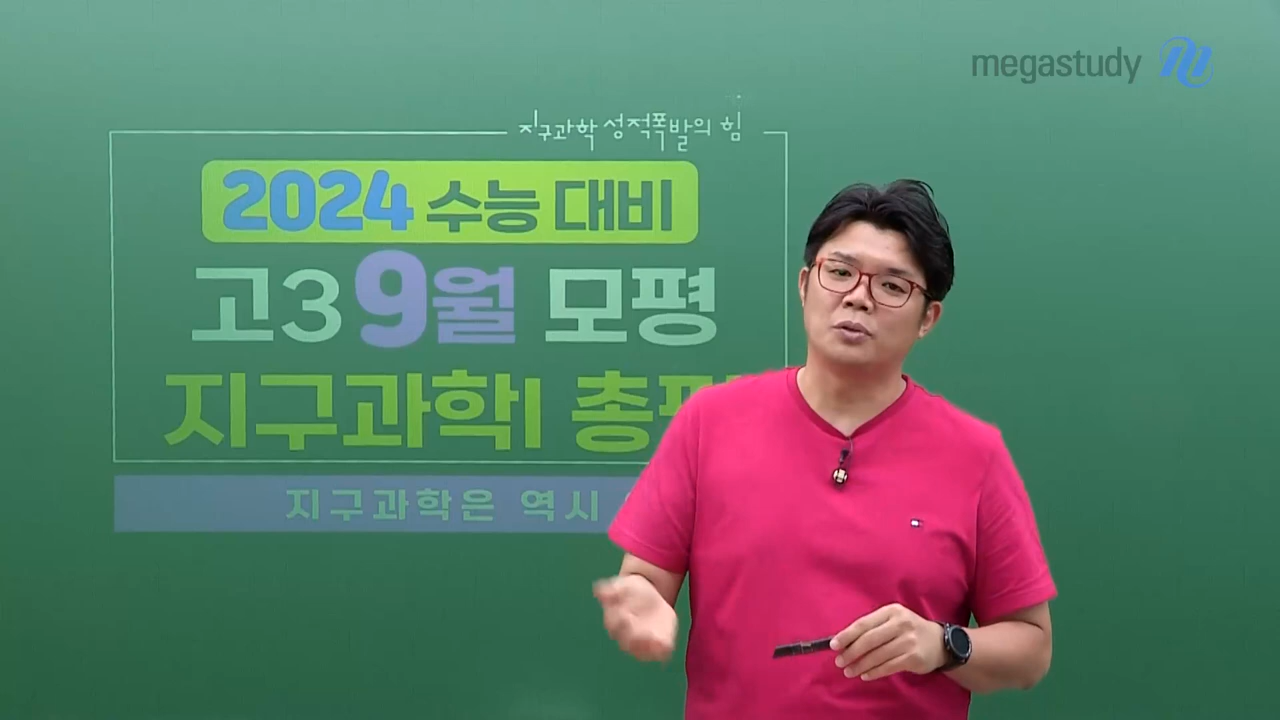 megastudy
지구과학 성적폭발의 힘
2024 수능 대비
고3 9월 모평
지구과학I
지구과학은 역시